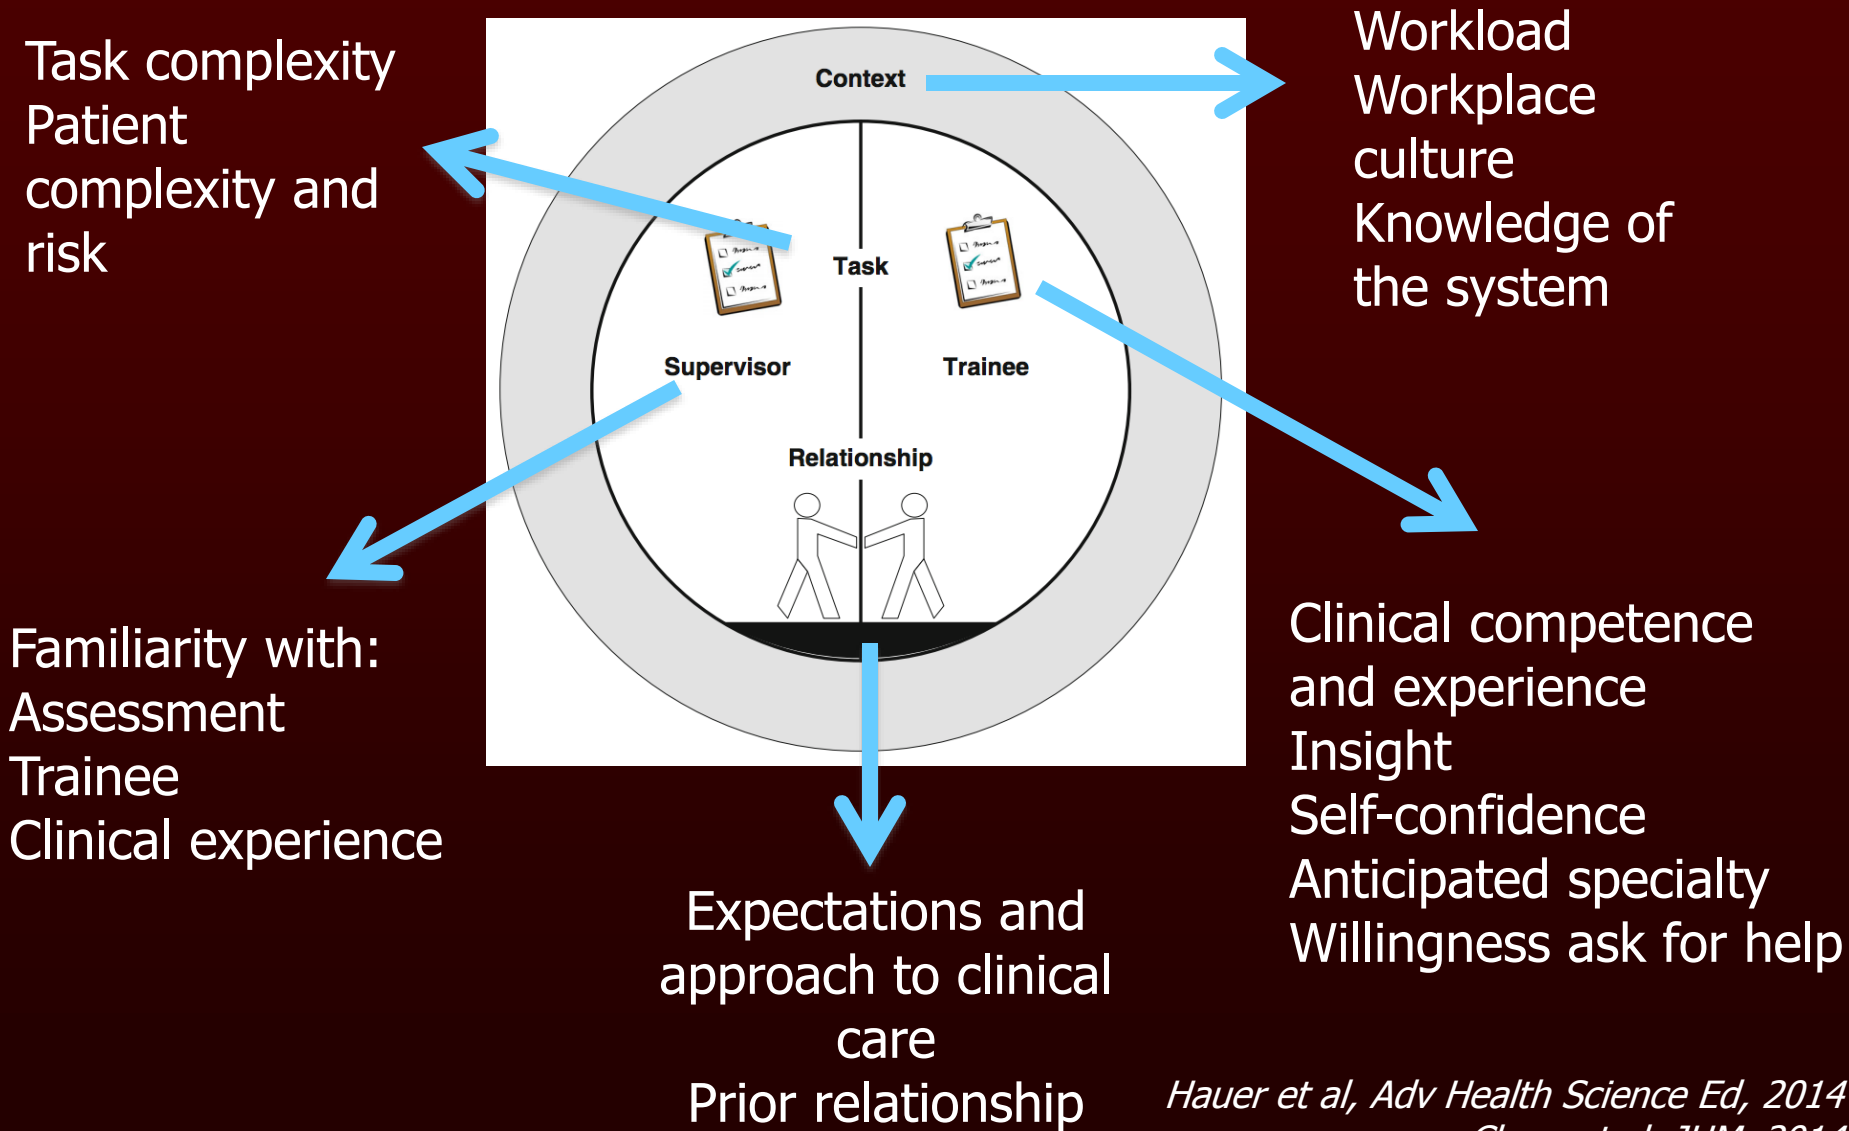 Task complexity
Patient
complexity and
risk
Context
Workload
Workplace
culture
Knowledge of
the system
Task
Supervisor
Trainee
Relationship
Familiarity with:
Assessment
Trainee
Clinical experience
Clinical competence
and experience
Insight
Self-confidence
Anticipated specialty
Willingness ask for help
Expectations and
approach to clinical
care
Prior relationship
Hauer et al, Adv Health Science Ed, 2014